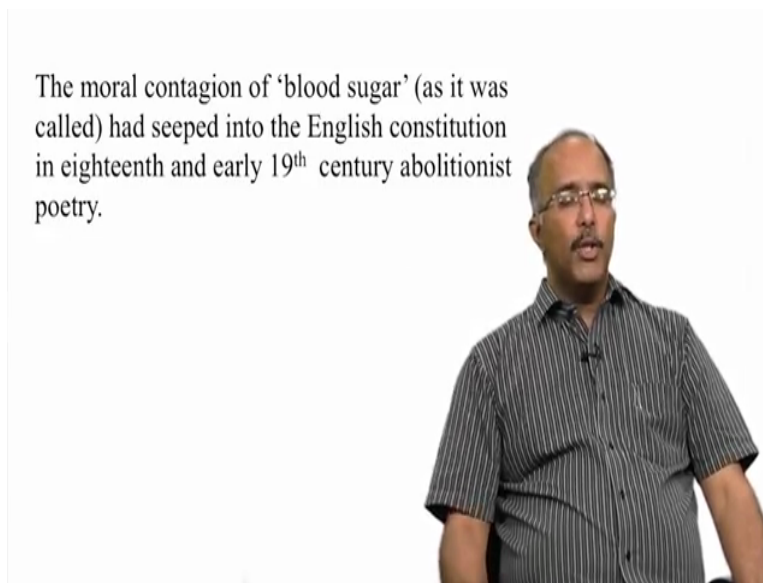 The moral contagion of ‘blood sugar’ (as it was
called) had seeped into the English constitution
in eighteenth and early 19th century abolitionist
poetry.